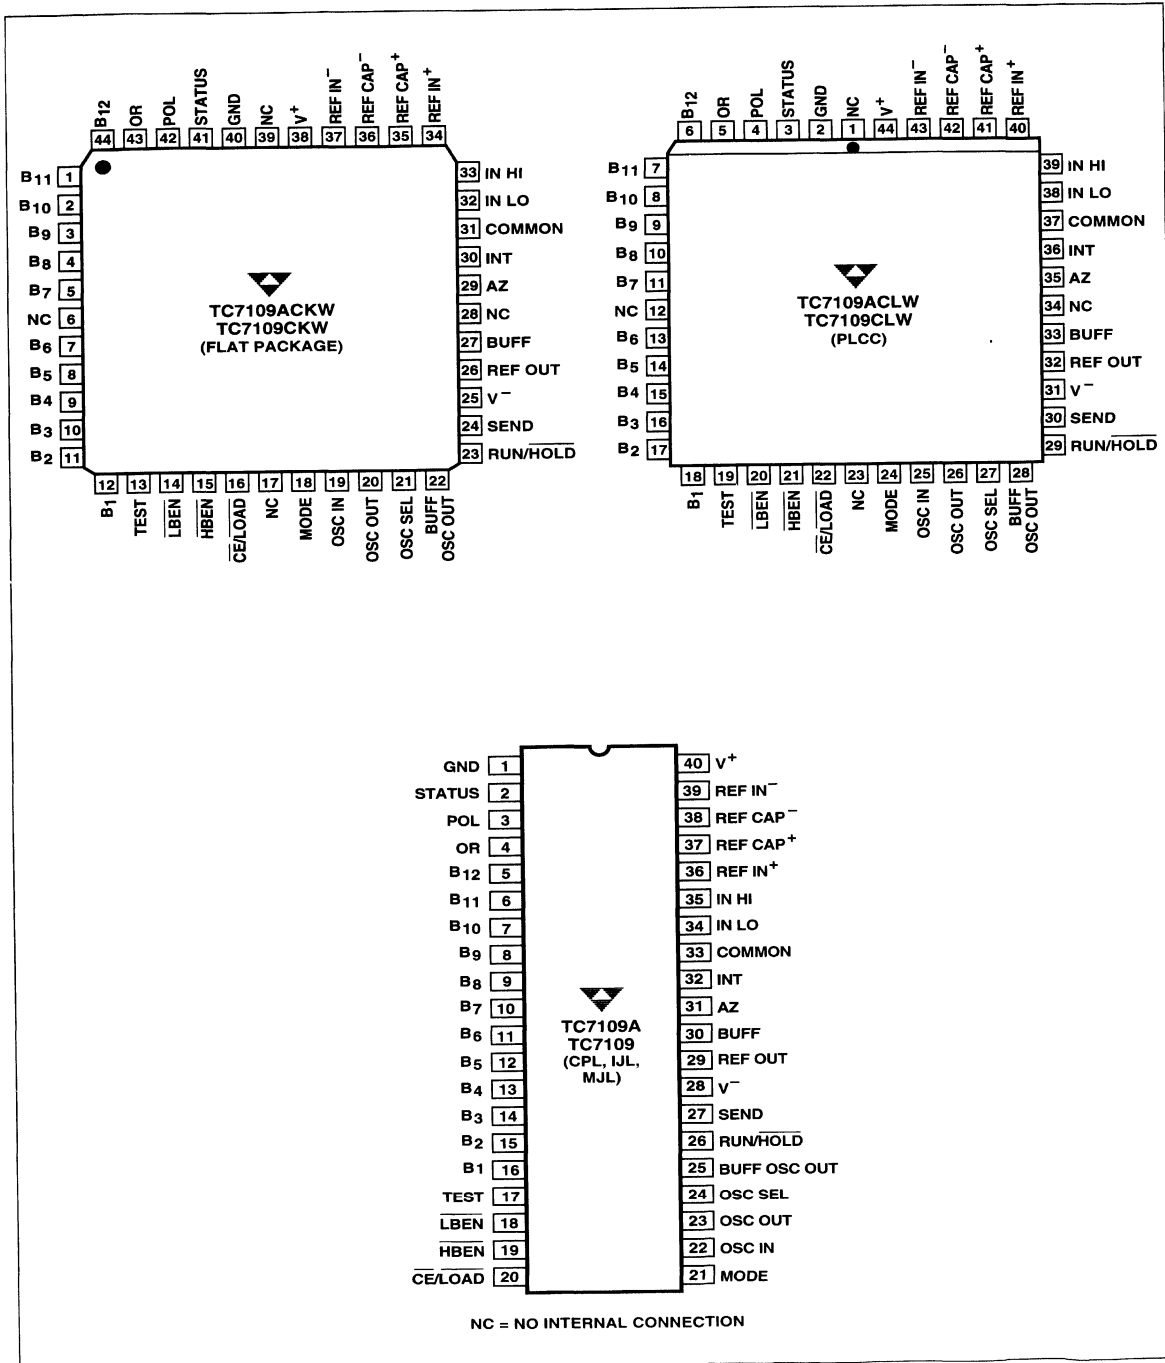 B12 OR POL STATUS GND NC V+ REF IN− REF CAP− REF CAP+ REF IN+
44 43 42 41 40 39 38 37 36 35 34
B11 1
B10 2
B9 3
B8 4
B7 5
NC 6
B6 7
B5 8
B4 9
B3 10
B2 11
TC7109ACKW
TC7109CKW
(FLAT PACKAGE)
33 IN HI
32 IN LO
31 COMMON
30 INT
29 AZ
28 NC
27 BUFF
26 REF OUT
25 V−
24 SEND
23 RUN/HOLD
12 13 14 15 16 17 18 19 20 21 22
B1 TEST LBEN HBEN CE/LOAD NC MODE OSC IN OSC OUT OSC SEL BUFF OSC OUT
B12 OR POL STATUS GND NC V+ REF IN− REF CAP− REF CAP+ REF IN+
6 5 4 3 2 1 44 43 42 41 40
B11 7
B10 8
B9 9
B8 10
B7 11
NC 12
B6 13
B5 14
B4 15
B3 16
B2 17
TC7109ACLW
TC7109CLW
(PLCC)
39 IN HI
38 IN LO
37 COMMON
36 INT
35 AZ
34 NC
33 BUFF
32 REF OUT
31 V−
30 SEND
29 RUN/HOLD
18 19 20 21 22 23 24 25 26 27 28
B1 TEST LBEN HBEN CE/LOAD NC MODE OSC IN OSC OUT OSC SEL BUFF OSC OUT
GND 1
STATUS 2
POL 3
OR 4
B12 5
B11 6
B10 7
B9 8
B8 9
B7 10
B6 11
B5 12
B4 13
B3 14
B2 15
B1 16
TEST 17
LBEN 18
HBEN 19
CE/LOAD 20
TC7109A
TC7109
(CPL, IJL,
MJL)
40 V+
39 REF IN−
38 REF CAP−
37 REF CAP+
36 REF IN+
35 IN HI
34 IN LO
33 COMMON
32 INT
31 AZ
30 BUFF
29 REF OUT
28 V−
27 SEND
26 RUN/HOLD
25 BUFF OSC OUT
24 OSC SEL
23 OSC OUT
22 OSC IN
21 MODE
NC = NO INTERNAL CONNECTION